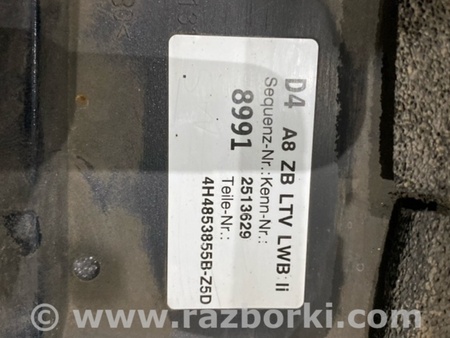 D4 A8 ZB LTV LWB li
Sequenz-Nr.:Kenn-Nr.:
8991 2513629
Teile-Nr.:
4H4853855B-Z5D
www.razborki.com